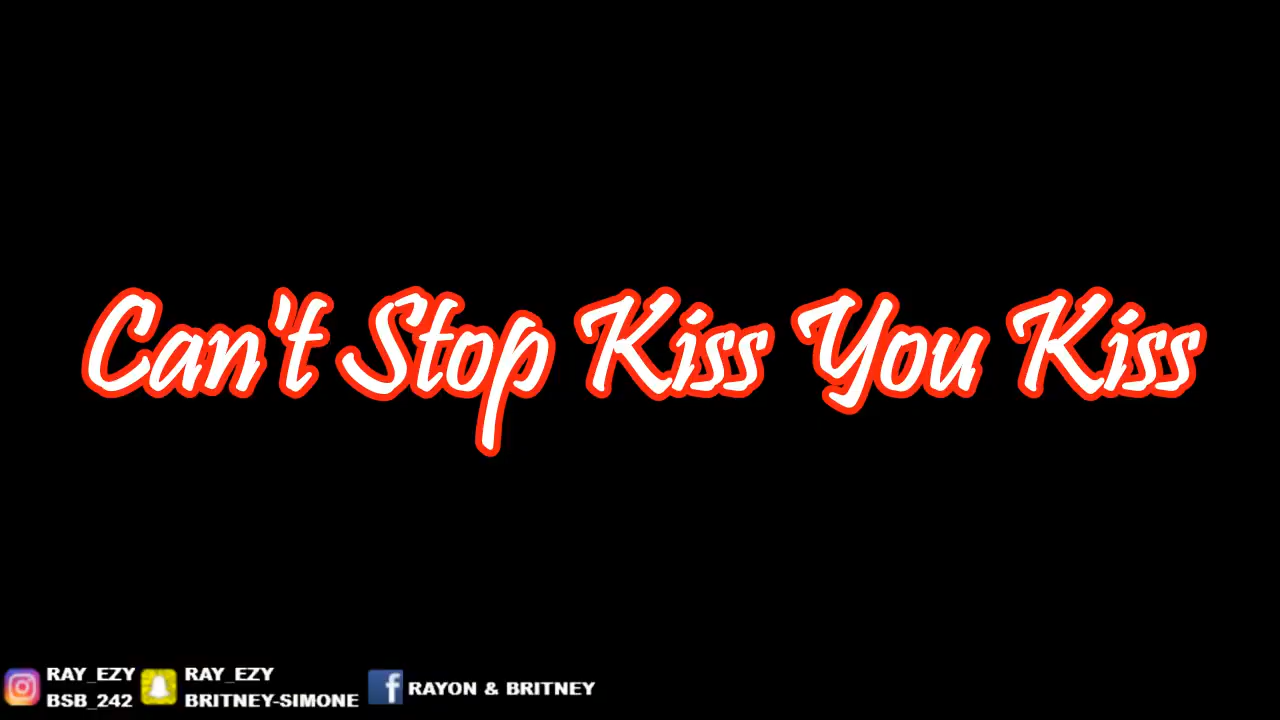 Can't Stop Kiss You Kiss
RAY_EZY
BSB_242
RAY_EZY
BRITNEY-SIMONE
RAYON & BRITNEY